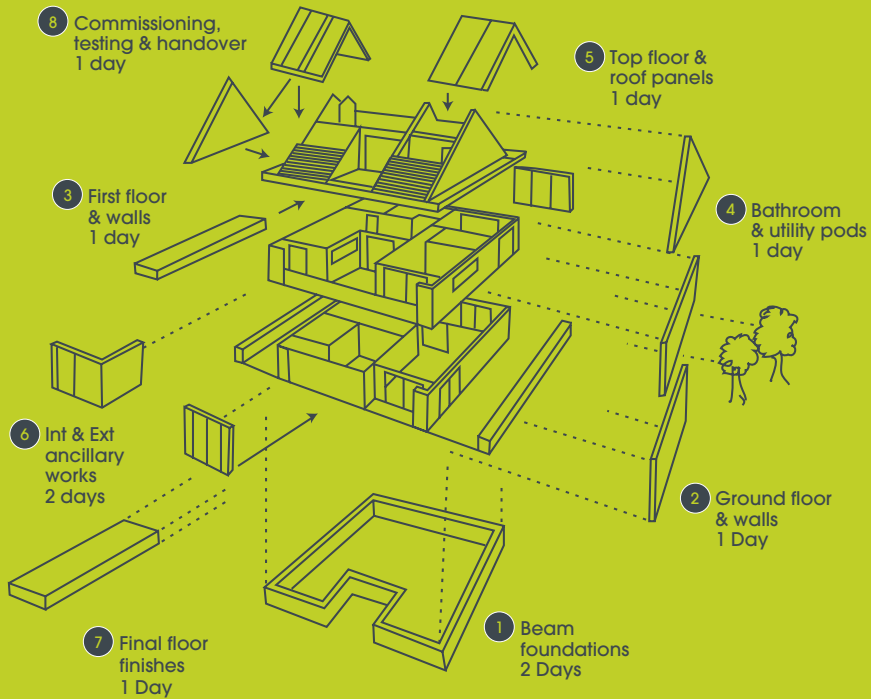 8 Commissioning,
testing & handover
1 day
5 Top floor &
roof panels
1 day
3 First floor
& walls
1 day
4 Bathroom
& utility pods
1 day
6 Int & Ext
ancillary
works
2 days
2 Ground floor
& walls
1 Day
7 Final floor
finishes
1 Day
1 Beam
foundations
2 Days